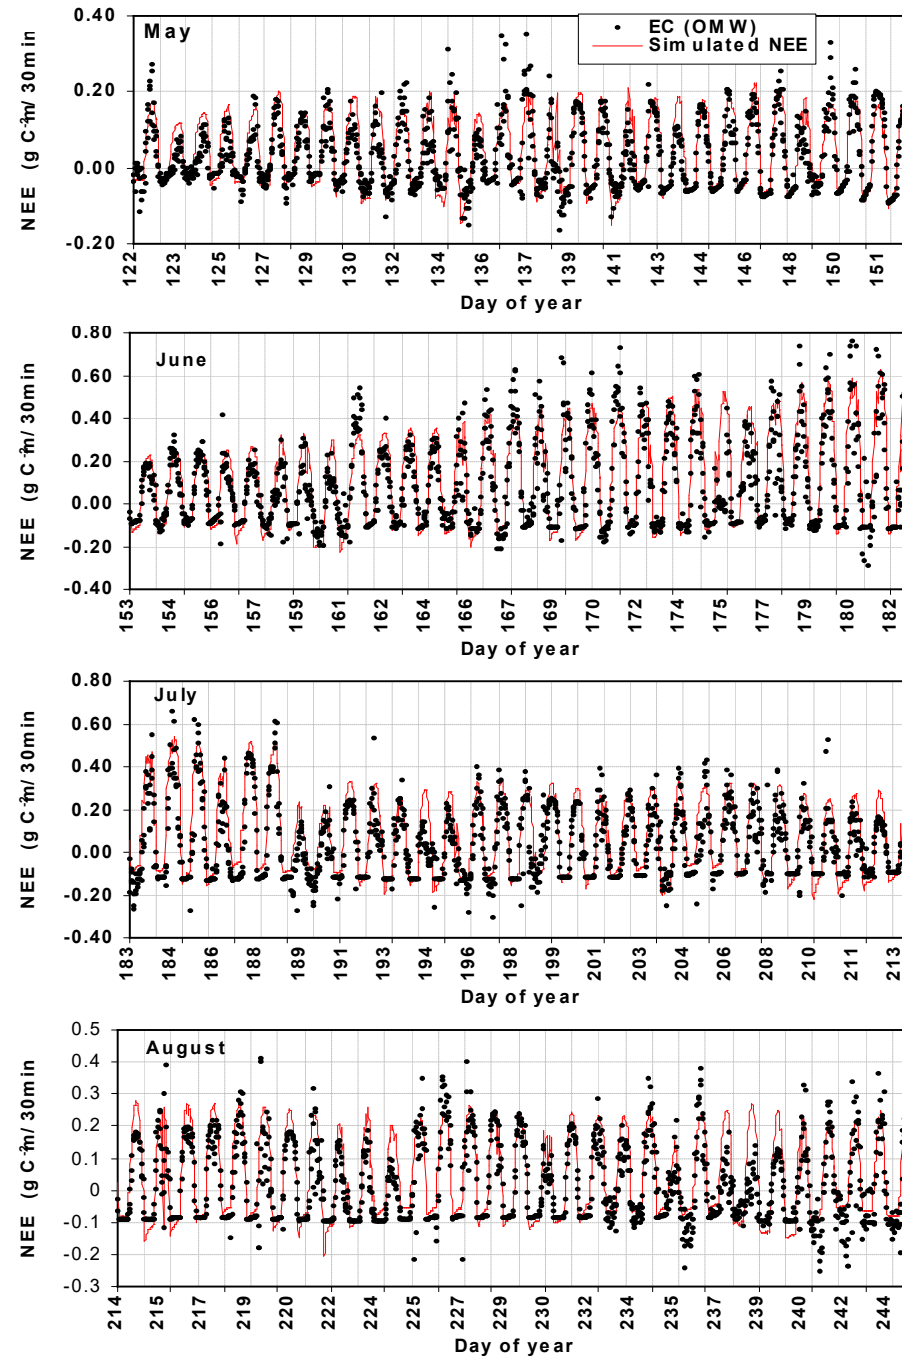 0.40
May
EC (OMW)
Simulated NEE
0.20
0.00
-0.20
NEE (g C m⁻²/ 30min
122 123 125 127 129 130 132 134 136 137 139 141 143 144 146 148 150 151
Day of year
0.80
June
0.60
0.40
0.20
0.00
-0.20
-0.40
NEE (g C m⁻²/ 30min
153 154 156 157 159 161 162 164 166 167 169 170 172 174 175 177 179 180 182
Day of year
0.80
July
0.60
0.40
0.20
0.00
-0.20
-0.40
NEE (g C m⁻²/ 30min
183 184 186 188 189 191 193 194 196 198 199 201 203 204 206 208 210 211 213
Day of year
0.5
August
0.4
0.3
0.2
0.1
0
-0.1
-0.2
-0.3
NEE (g C m⁻²/ 30min
214 215 217 219 220 222 224 225 227 229 230 232 234 235 237 239 240 242 244
Day of year